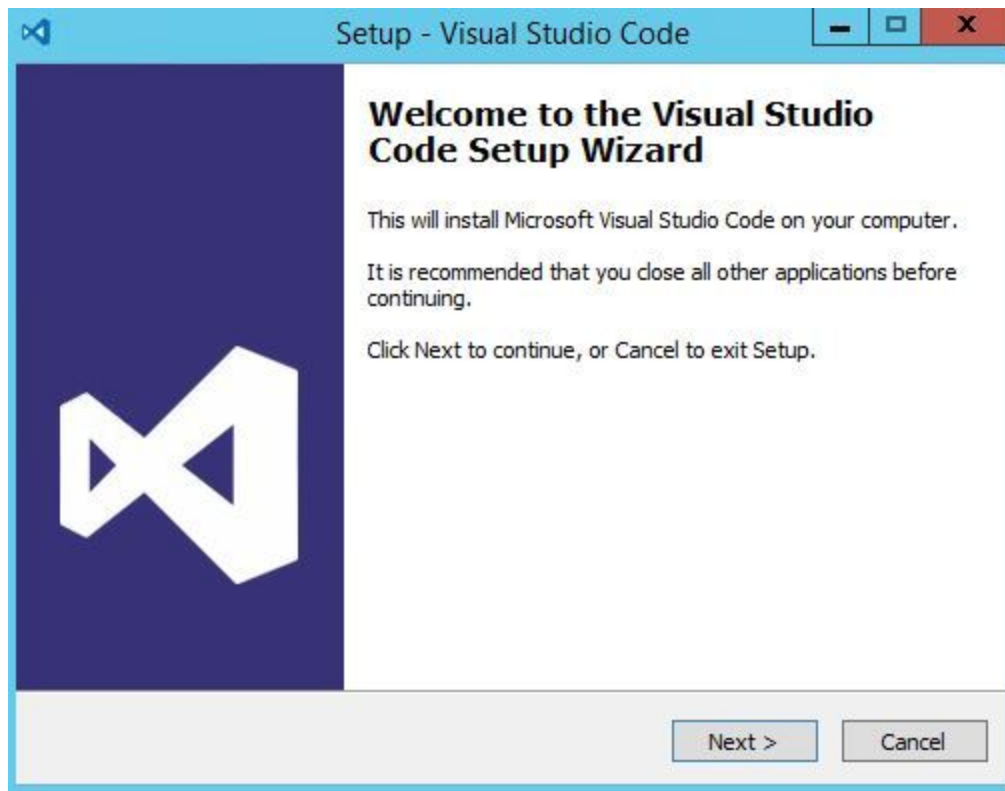 Setup - Visual Studio Code
Welcome to the Visual Studio
Code Setup Wizard
This will install Microsoft Visual Studio Code on your computer.
It is recommended that you close all other applications before
continuing.
Click Next to continue, or Cancel to exit Setup.
Next >
Cancel